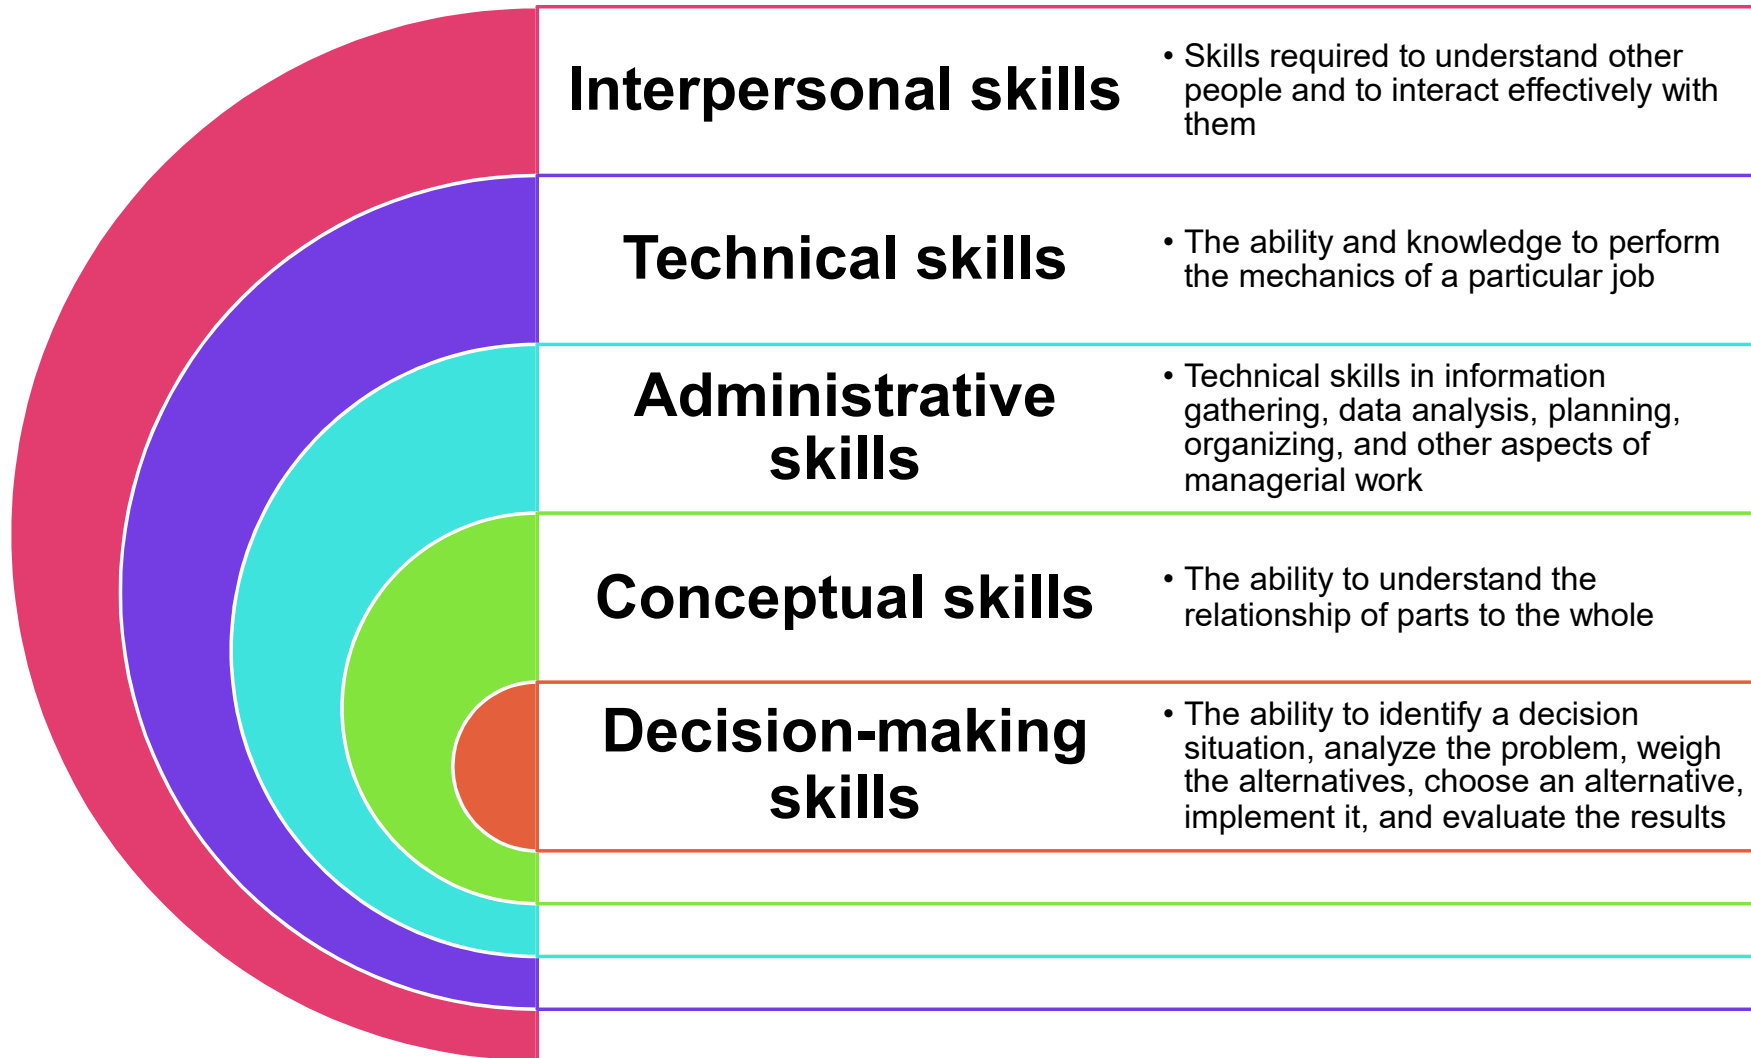 Interpersonal skills
• Skills required to understand other
people and to interact effectively with
them
Technical skills
• The ability and knowledge to perform
the mechanics of a particular job
Administrative
skills
• Technical skills in information
gathering, data analysis, planning,
organizing, and other aspects of
managerial work
Conceptual skills
• The ability to understand the
relationship of parts to the whole
Decision-making
skills
• The ability to identify a decision
situation, analyze the problem, weigh
the alternatives, choose an alternative,
implement it, and evaluate the results